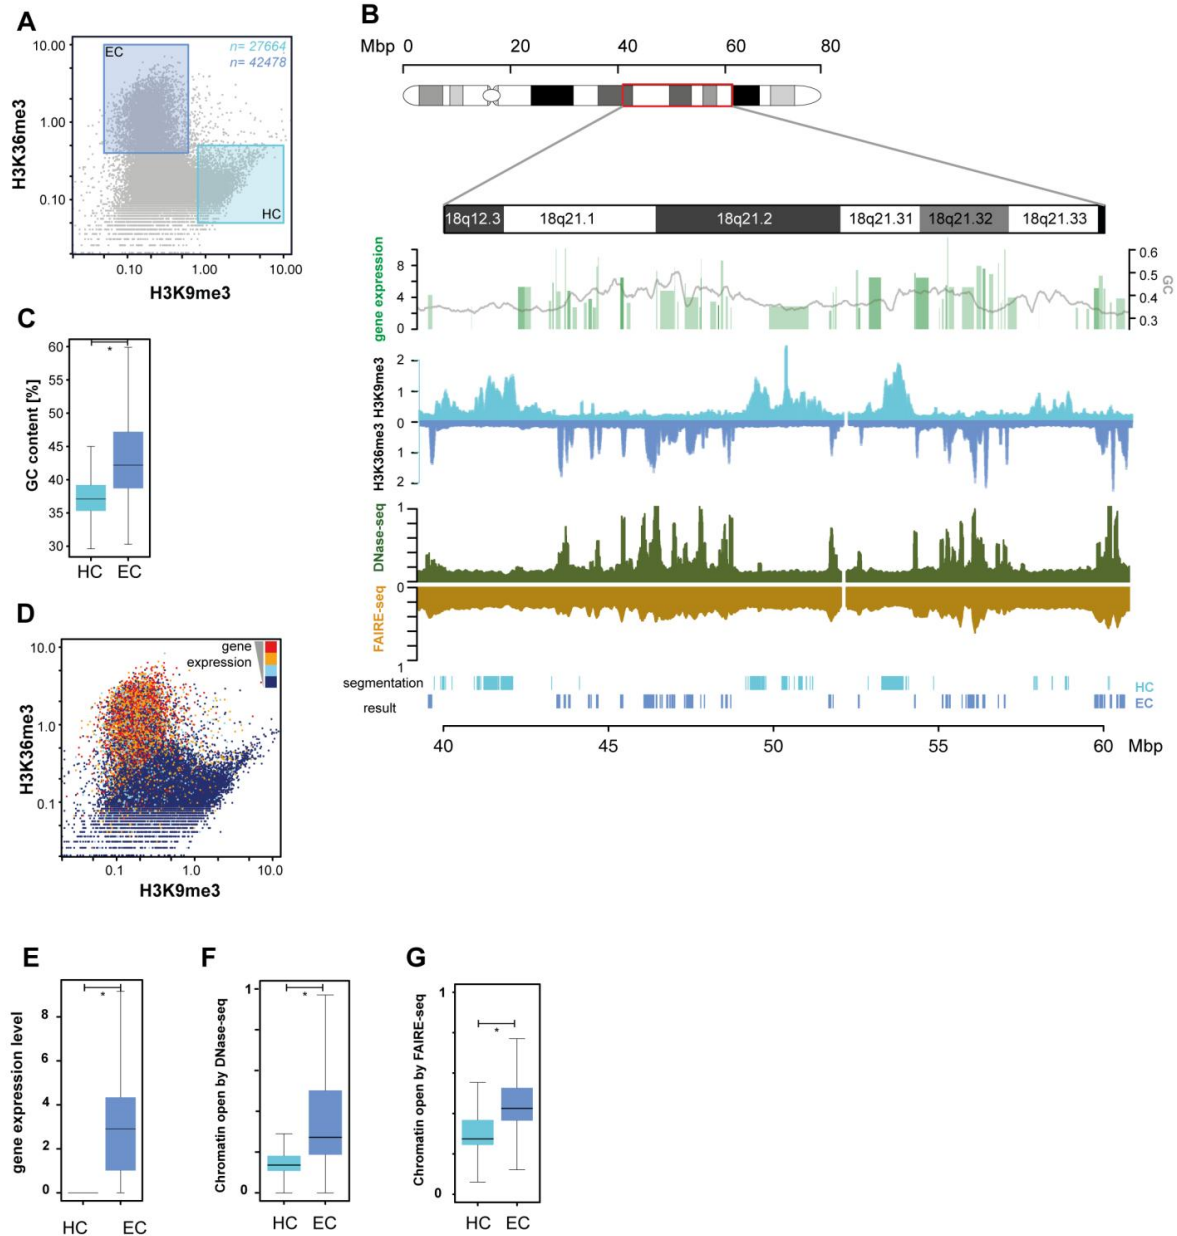 A
EC
n= 27664
n= 42478
10.00
1.00
0.10
HC
H3K36me3
0.10 1.00 10.00
H3K9me3
B
Mbp 0 20 40 60 80
18q12.3 18q21.1 18q21.2 18q21.31 18q21.32 18q21.33
gene expression
8
4
0
0.6
0.5
0.4
0.3
GC
H3K36me3 H3K9me3
2
1
0
1
2
DNase-seq
1
0
FAIRE-seq
1
segmentation
result
HC
EC
40 45 50 55 60 Mbp
C
GC content [%]
60
55
50
45
40
35
30
*
HC EC
D
gene
expression
H3K36me3
10.0
1.0
0.1
0.1 1.0 10.0
H3K9me3
E
gene expression level
8
6
4
2
0
*
HC EC
F
Chromatin open by DNase-seq
1
0
*
HC EC
G
Chromatin open by FAIRE-seq
1
0
*
HC EC